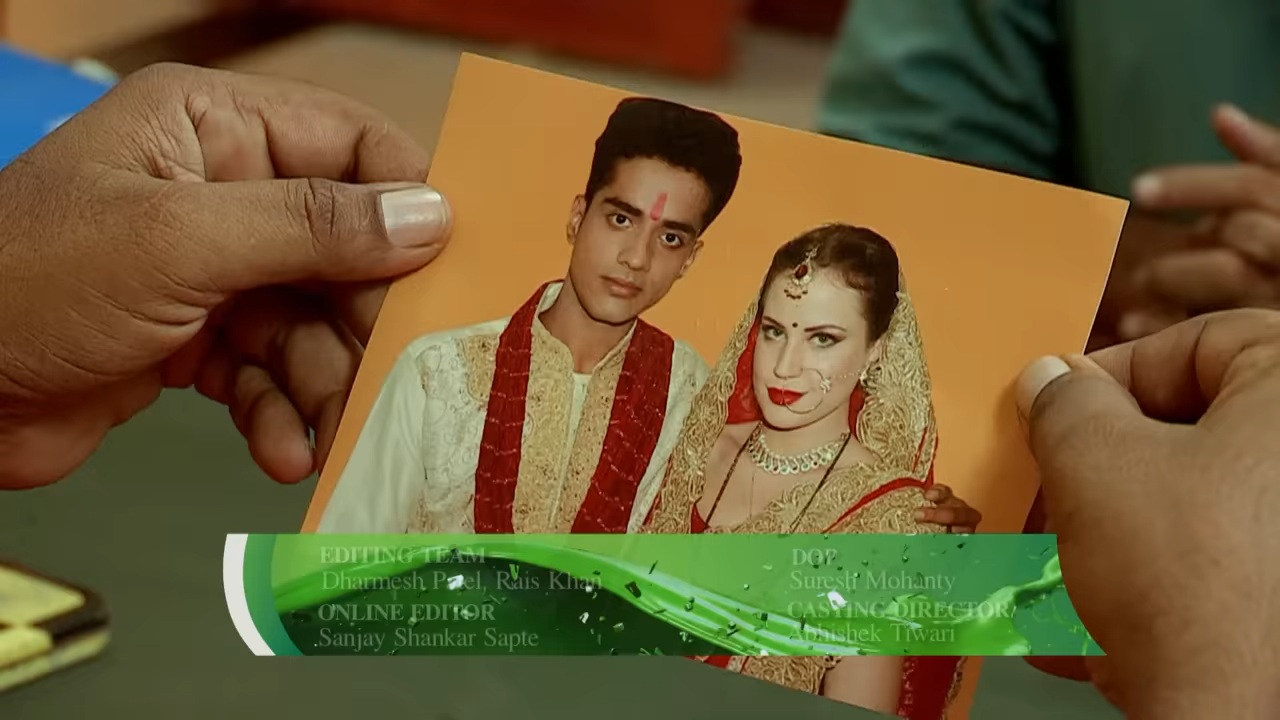 EDITING TEAM
Dharmesh Patel, Rais Khan
ONLINE EDITOR
Sanjay Shankar Sapte
DOP
Suresh Mohanty
CASTING DIRECTOR
Abhishek Tiwari